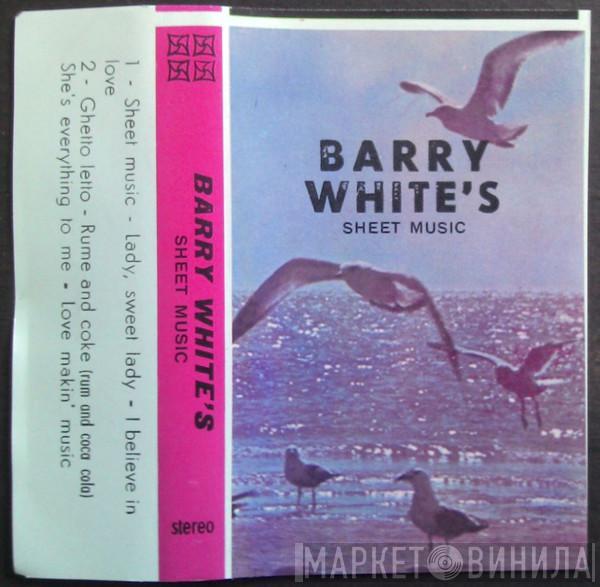 BARRY
WHITE'S
SHEET MUSIC
BARRY WHITE'S
SHEET MUSIC
stereo
1 - Sheet music - Lady, sweet lady - I believe in
love
2 - Ghetto letto - Rume and coke (rum and coca cola)
She's everything to me - Love makin' music
МАРКЕТ ВИНИЛА